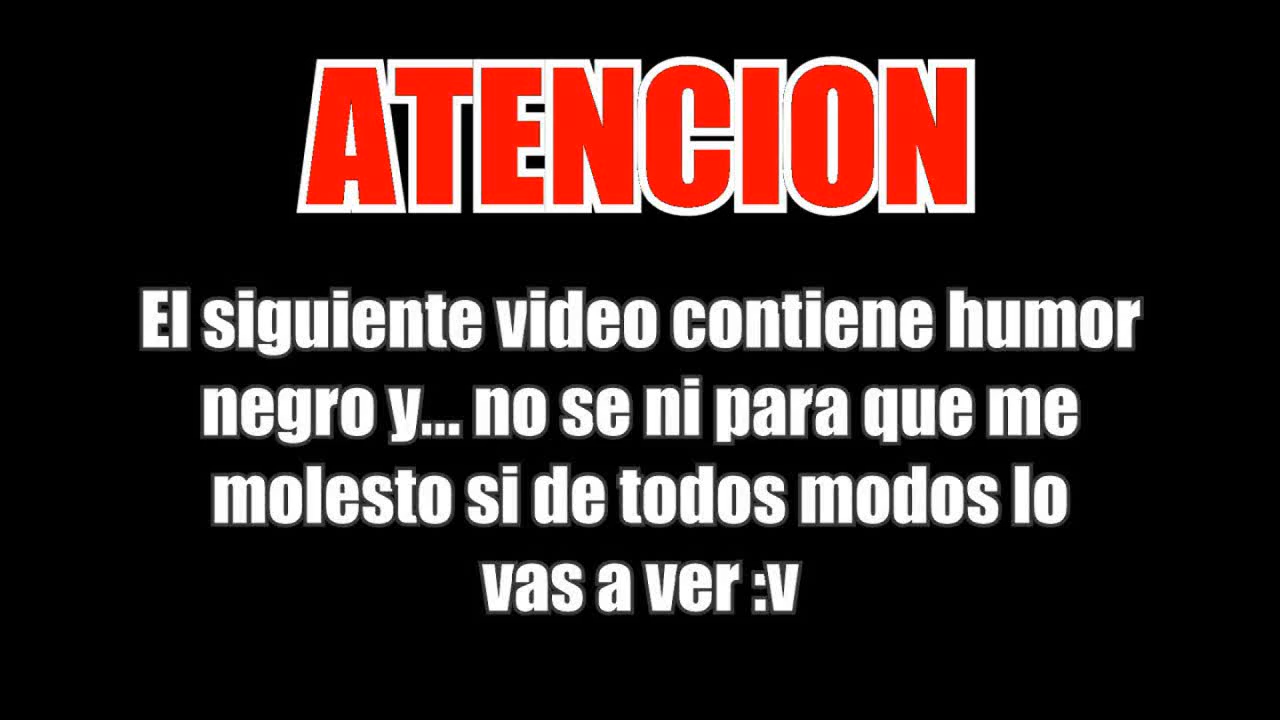 ATENCION
El siguiente video contiene humor
negro y... no se ni para que me
molesto si de todos modos lo
vas a ver :v